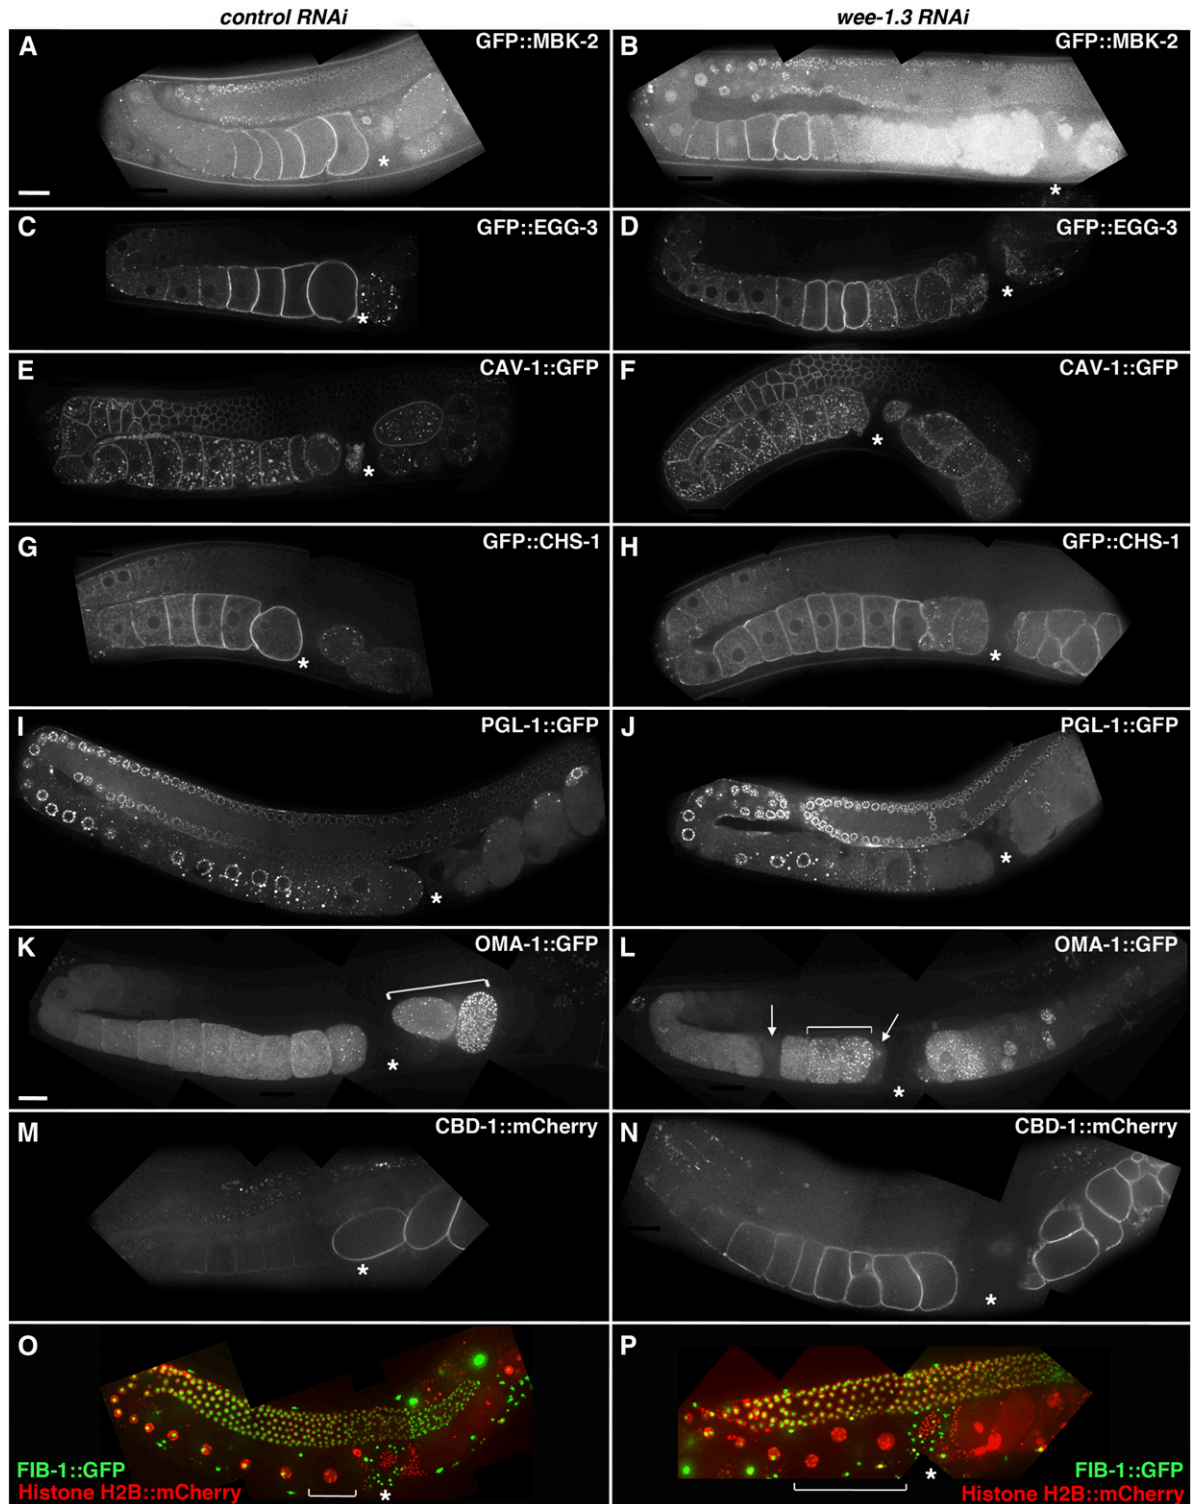 control RNAi
wee-1.3 RNAi
A
GFP::MBK-2
B
GFP::MBK-2
*
*
C
GFP::EGG-3
D
GFP::EGG-3
*
*
E
CAV-1::GFP
F
CAV-1::GFP
*
*
G
GFP::CHS-1
H
GFP::CHS-1
*
*
I
PGL-1::GFP
J
PGL-1::GFP
*
*
K
OMA-1::GFP
L
OMA-1::GFP
*
*
M
CBD-1::mCherry
N
CBD-1::mCherry
*
*
O
FIB-1::GFP
Histone H2B::mCherry
*
P
*
FIB-1::GFP
Histone H2B::mCherry